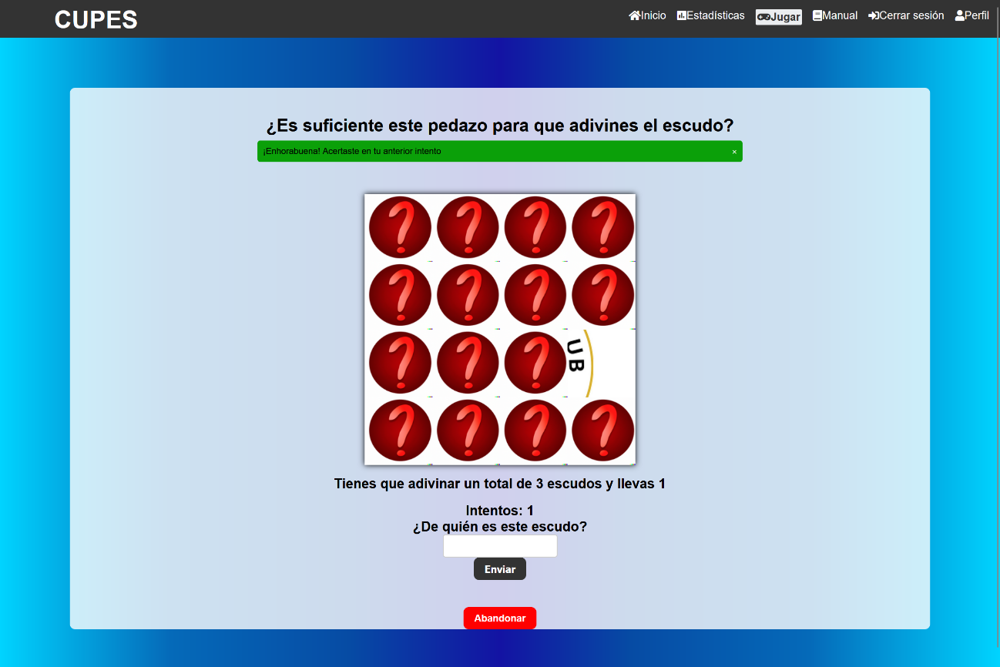 CUPES
Inicio
Estadísticas
Jugar
Manual
Cerrar sesión
Perfil
¿Es suficiente este pedazo para que adivines el escudo?
¡Enhorabuena! Acertaste en tu anterior intento ×
? ? ? ?
? ? ? ?
? ? ? UB
? ? ? ?
Tienes que adivinar un total de 3 escudos y llevas 1
Intentos: 1
¿De quién es este escudo?
Enviar
Abandonar